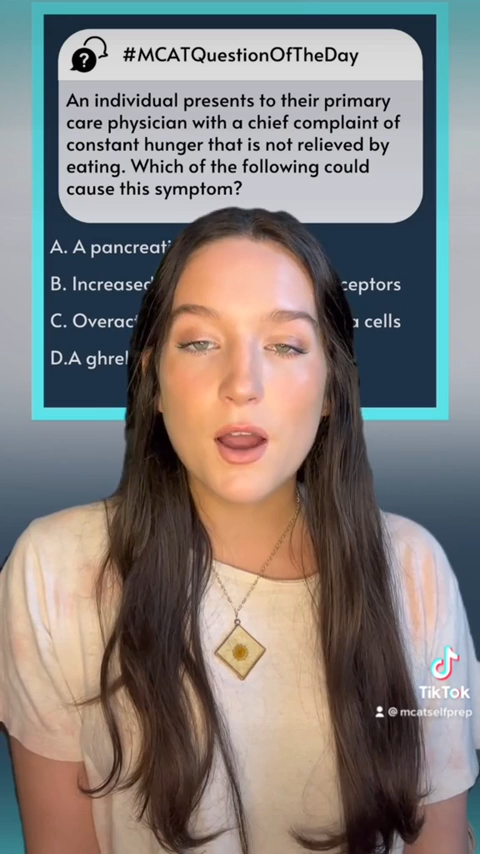 #MCATQuestionOfTheDay
An individual presents to their primary
care physician with a chief complaint of
constant hunger that is not relieved by
eating. Which of the following could
cause this symptom?
A. A
B. Increased
C.
cells
D.A
TikTok
@mcatselfprep